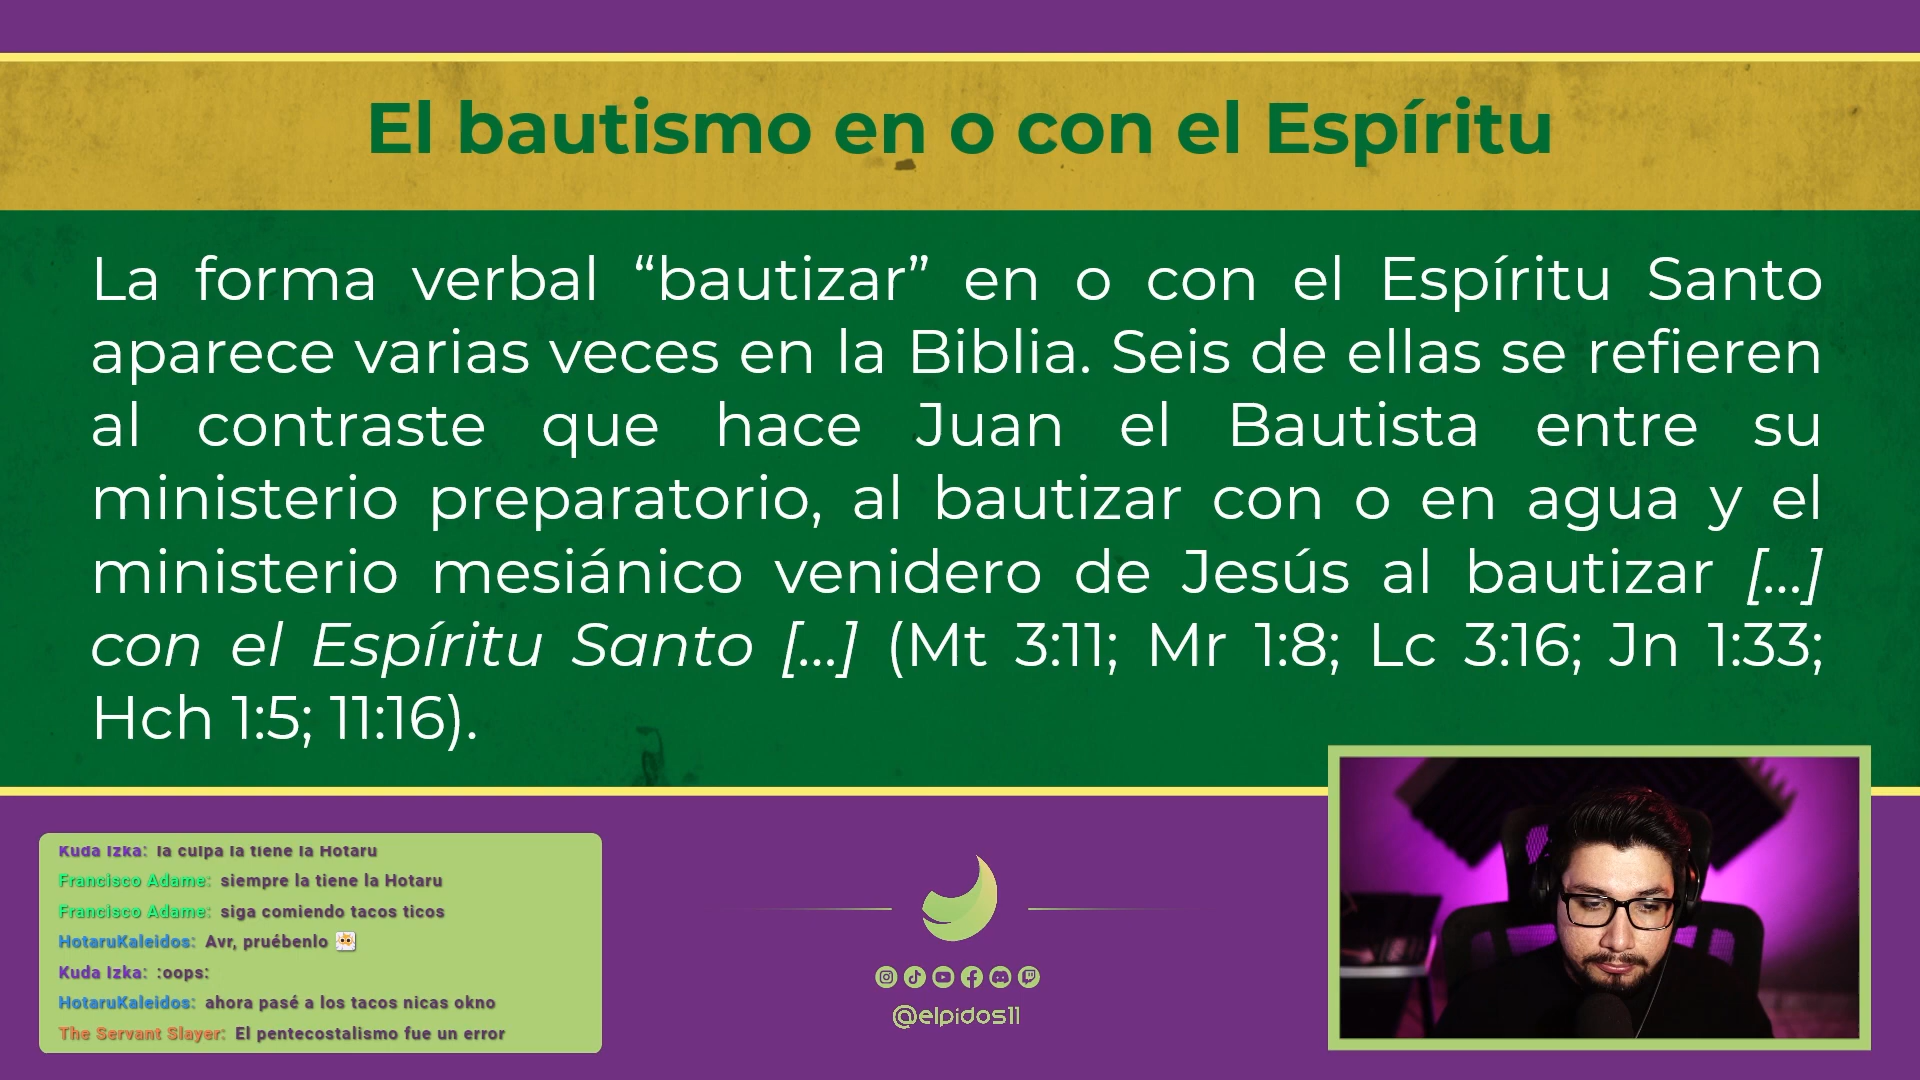 El bautismo en o con el Espíritu
La forma verbal “bautizar” en o con el Espíritu Santo
aparece varias veces en la Biblia. Seis de ellas se refieren
al contraste que hace Juan el Bautista entre su
ministerio preparatorio, al bautizar con o en agua y el
ministerio mesiánico venidero de Jesús al bautizar [...]
con el Espíritu Santo [...] (Mt 3:11; Mr 1:8; Lc 3:16; Jn 1:33;
Hch 1:5; 11:16).
Kuda Izka: la culpa la tiene la Hotaru
Francisco Adame: siempre la tiene la Hotaru
Francisco Adame: siga comiendo tacos ticos
HotaruKaleidos: Avr, pruébenlo
Kuda Izka: :oops:
HotaruKaleidos: ahora pasé a los tacos nicas okno
The Servant Slayer: El pentecostalismo fue un error
@elpidos11